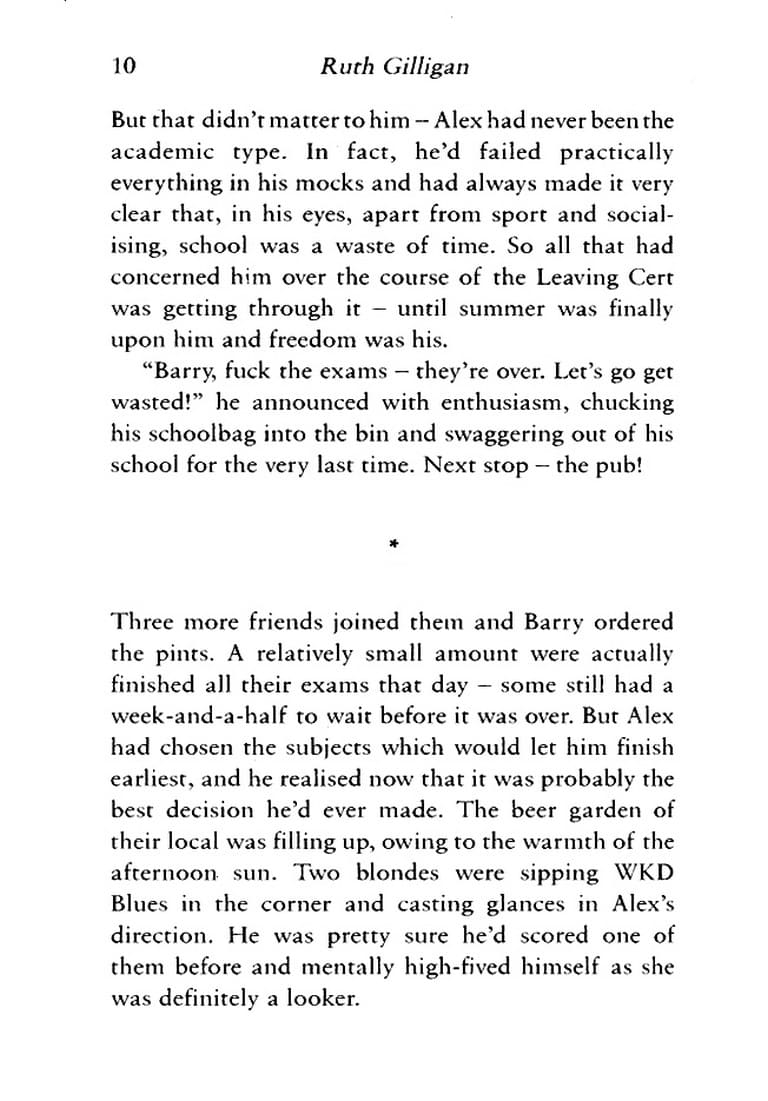 10 Ruth Gilligan
But that didn't matter to him – Alex had never been the
academic type. In fact, he'd failed practically
everything in his mocks and had always made it very
clear that, in his eyes, apart from sport and social-
ising, school was a waste of time. So all that had
concerned him over the course of the Leaving Cert
was getting through it – until summer was finally
upon him and freedom was his.
“Barry, fuck the exams – they're over. Let's go get
wasted!” he announced with enthusiasm, chucking
his schoolbag into the bin and swaggering out of his
school for the very last time. Next stop – the pub!
*
Three more friends joined them and Barry ordered
the pints. A relatively small amount were actually
finished all their exams that day – some still had a
week-and-a-half to wait before it was over. But Alex
had chosen the subjects which would let him finish
earliest, and he realised now that it was probably the
best decision he'd ever made. The beer garden of
their local was filling up, owing to the warmth of the
afternoon sun. Two blondes were sipping WKD
Blues in the corner and casting glances in Alex's
direction. He was pretty sure he'd scored one of
them before and mentally high-fived himself as she
was definitely a looker.